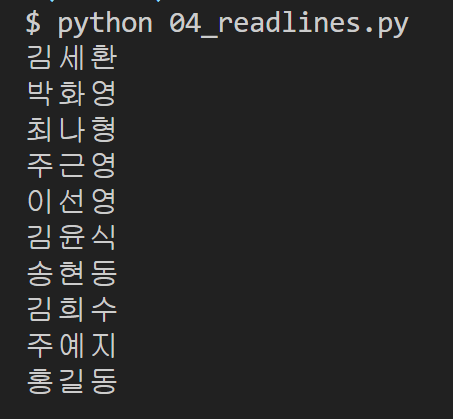 $ python 04_readlines.py
김세환
박화영
최나형
주근영
이선영
김윤식
송현동
김희수
주예지
홍길동